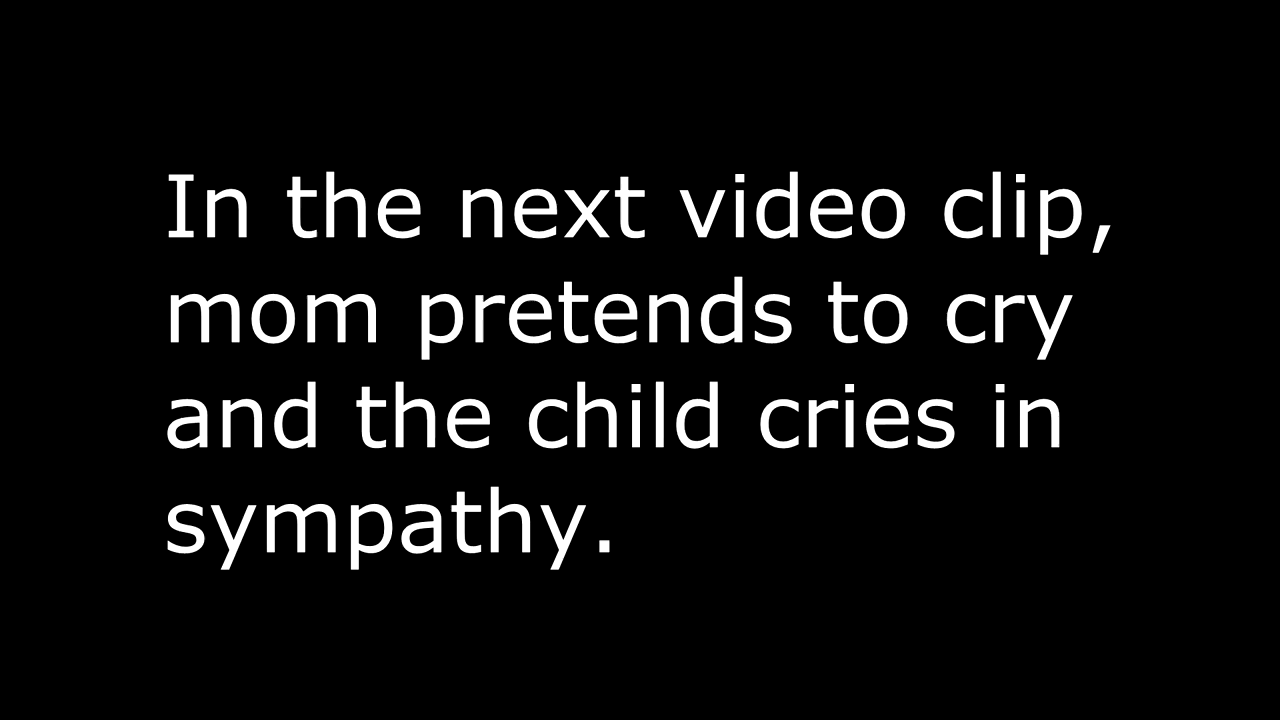 In the next video clip,
mom pretends to cry
and the child cries in
sympathy.